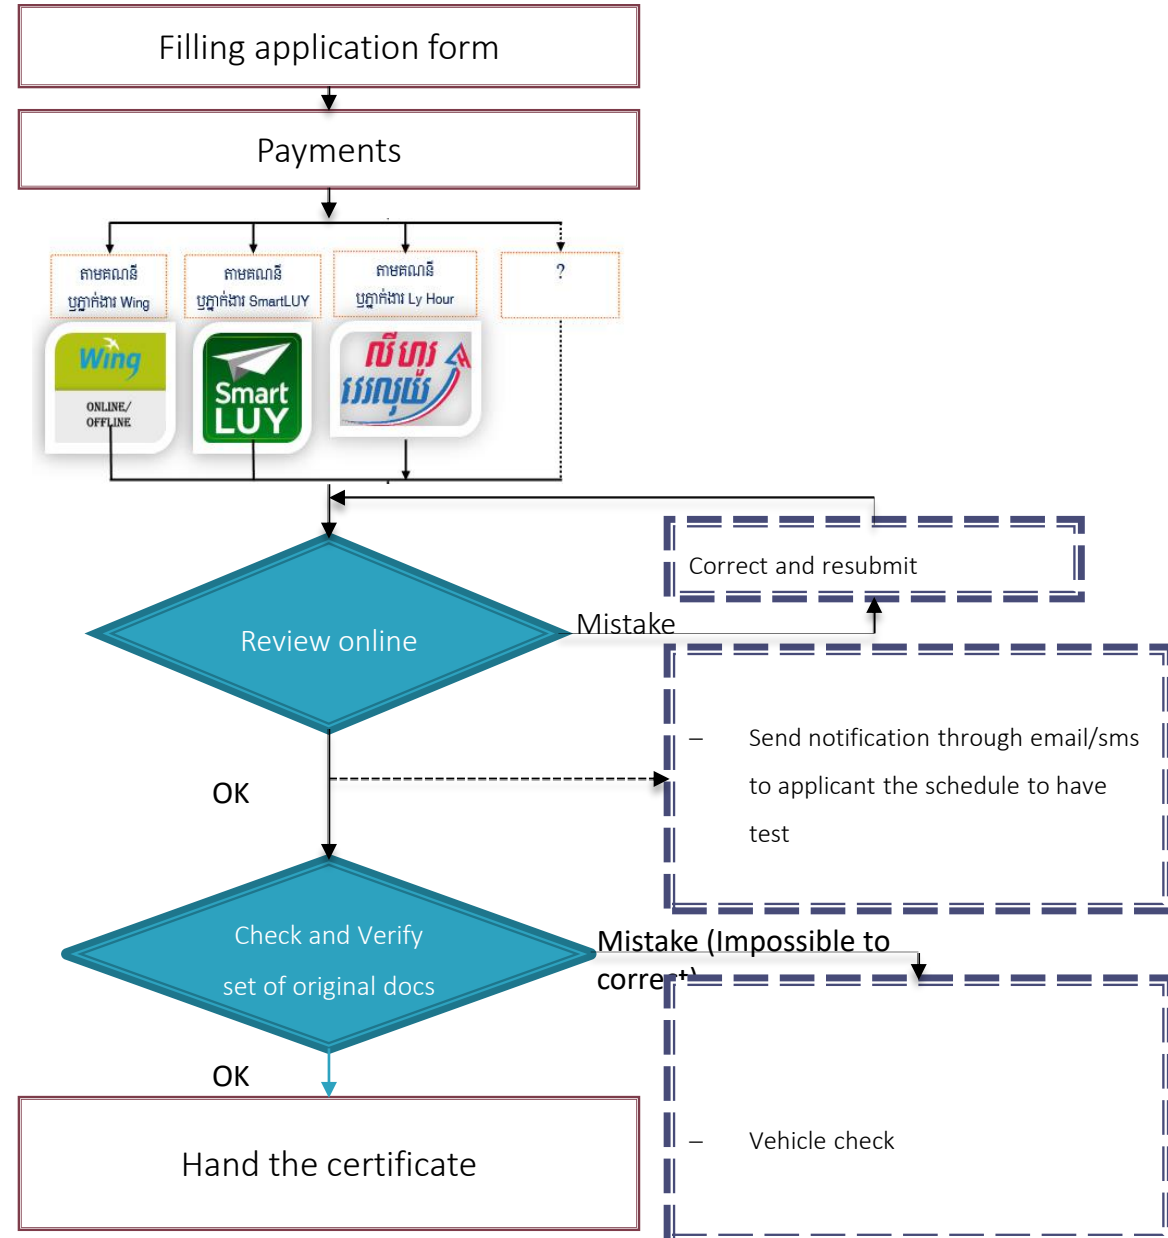 Filling application form
Payments
តាមគណនី
ឬភ្នាក់ងារ Wing
តាមគណនី
ឬភ្នាក់ងារ SmartLUY
តាមគណនី
ឬភ្នាក់ងារ Ly Hour
?
Wing
ONLINE/
OFFLINE
Smart
LUY
លី ហួរ
វេរលុយ
Correct and resubmit
Mistake
Review online
– Send notification through email/sms
to applicant the schedule to have
test
OK
Check and Verify
set of original docs
Mistake (Impossible to
correct)
OK
– Vehicle check
Hand the certificate